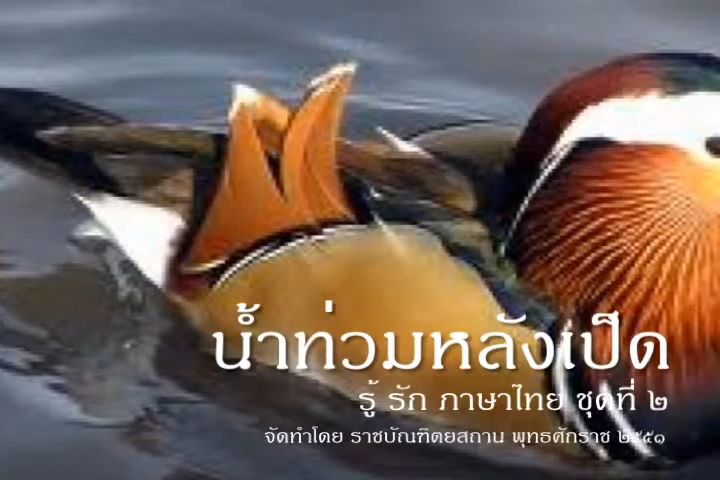 น้ำท่วมหลังเป็ด
รู้ รัก ภาษาไทย ชุดที่ ๒
จัดทำโดย ราชบัณฑิตยสถาน พุทธศักราช ๒๕๕๑